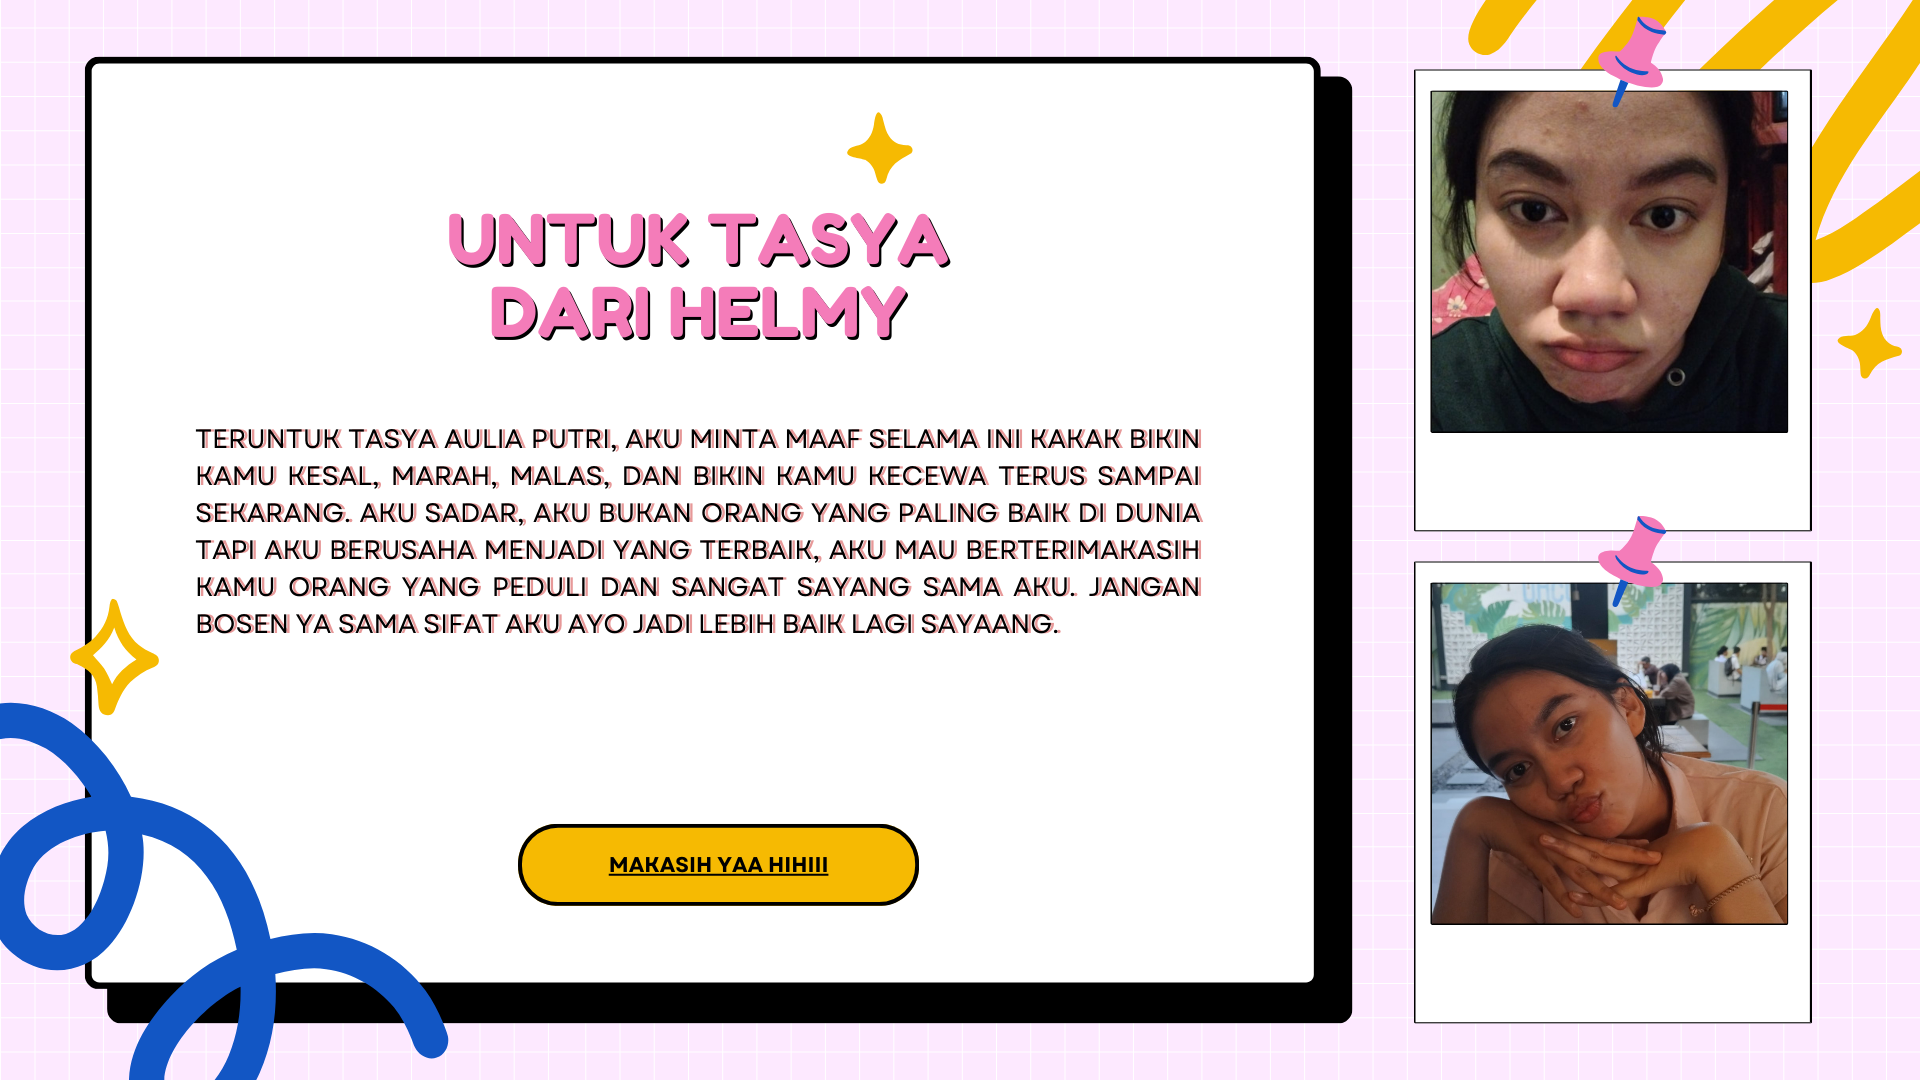 UNTUK TASYA
DARI HELMY
TERUNTUK TASYA AULIA PUTRI, AKU MINTA MAAF SELAMA INI KAKAK BIKIN
KAMU KESAL, MARAH, MALAS, DAN BIKIN KAMU KECEWA TERUS SAMPAI
SEKARANG. AKU SADAR, AKU BUKAN ORANG YANG PALING BAIK DI DUNIA
TAPI AKU BERUSAHA MENJADI YANG TERBAIK, AKU MAU BERTERIMAKASIH
KAMU ORANG YANG PEDULI DAN SANGAT SAYANG SAMA AKU. JANGAN
BOSEN YA SAMA SIFAT AKU AYO JADI LEBIH BAIK LAGI SAYAANG.
MAKASIH YAA HIHIII